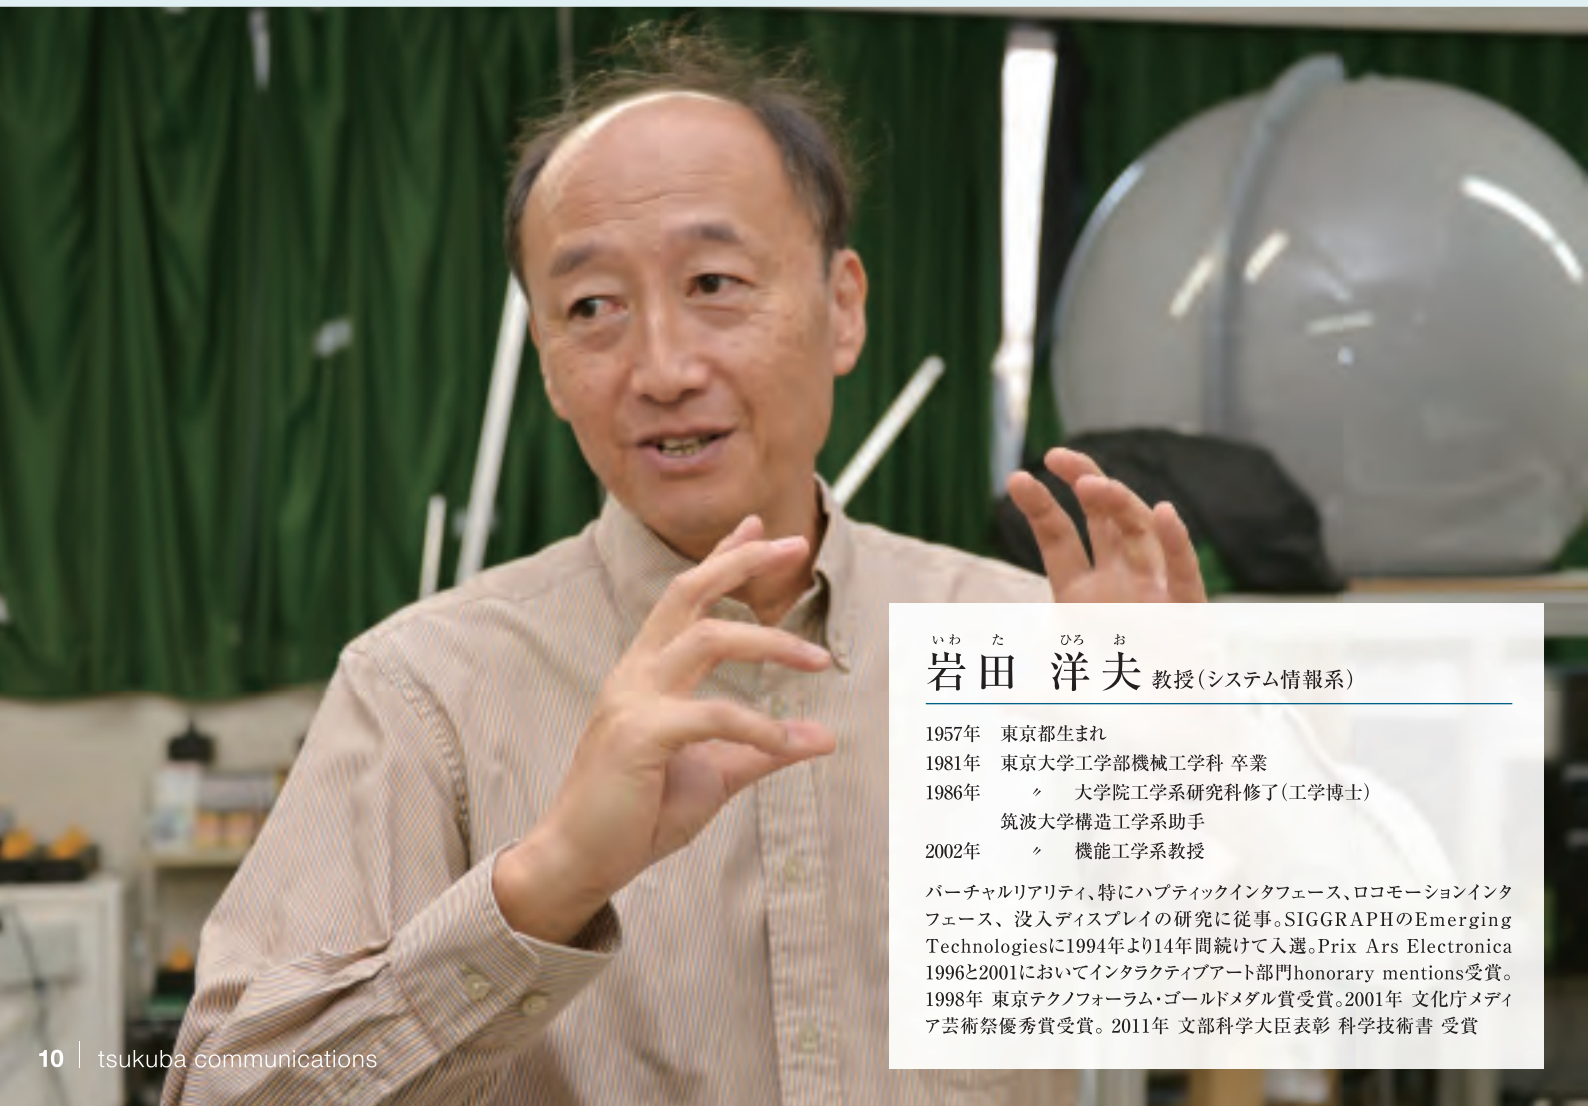 いわ た ひろ お
岩田 洋夫 教授（システム情報系）
1957年 東京都生まれ
1981年 東京大学工学部機械工学科 卒業
1986年 〃 大学院工学系研究科修了（工学博士）
筑波大学構造工学系助手
2002年 〃 機能工学系教授
バーチャルリアリティ、特にハプティックインタフェース、ロコモーションインタ
フェース、没入ディスプレイの研究に従事。SIGGRAPHのEmerging
Technologiesに1994年より14年間続けて入選。Prix Ars Electronica
1996と2001においてインタラクティブアート部門honorary mentions受賞。
1998年 東京テクノフォーラム・ゴールドメダル賞受賞。2001年 文化庁メディ
ア芸術祭優秀賞受賞。2011年 文部科学大臣表彰 科学技術書 受賞
10 | tsukuba communications